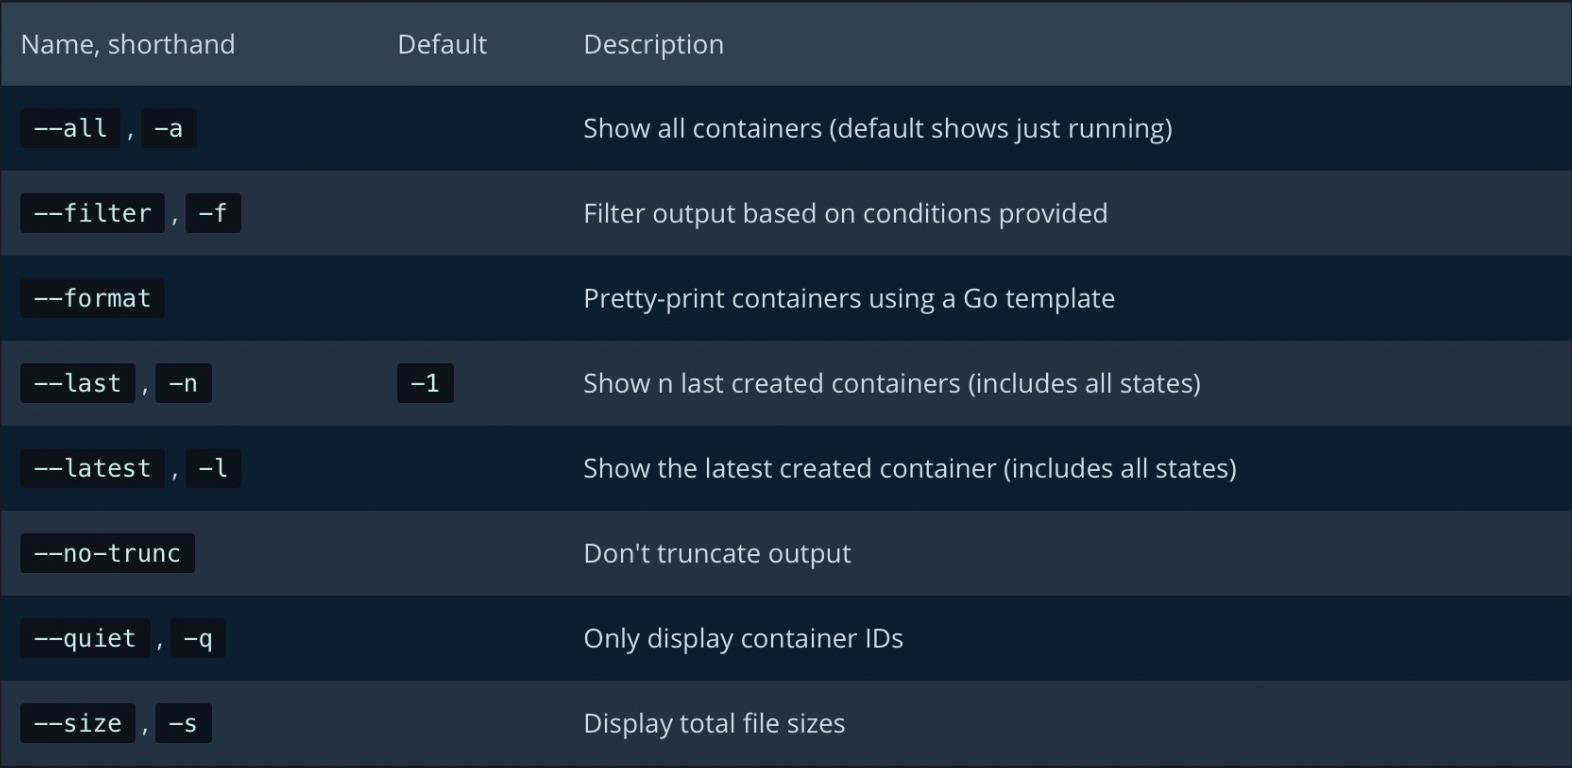 Name, shorthand Default Description
--all , -a Show all containers (default shows just running)
--filter , -f Filter output based on conditions provided
--format Pretty-print containers using a Go template
--last , -n -1 Show n last created containers (includes all states)
--latest , -l Show the latest created container (includes all states)
--no-trunc Don't truncate output
--quiet , -q Only display container IDs
--size , -s Display total file sizes